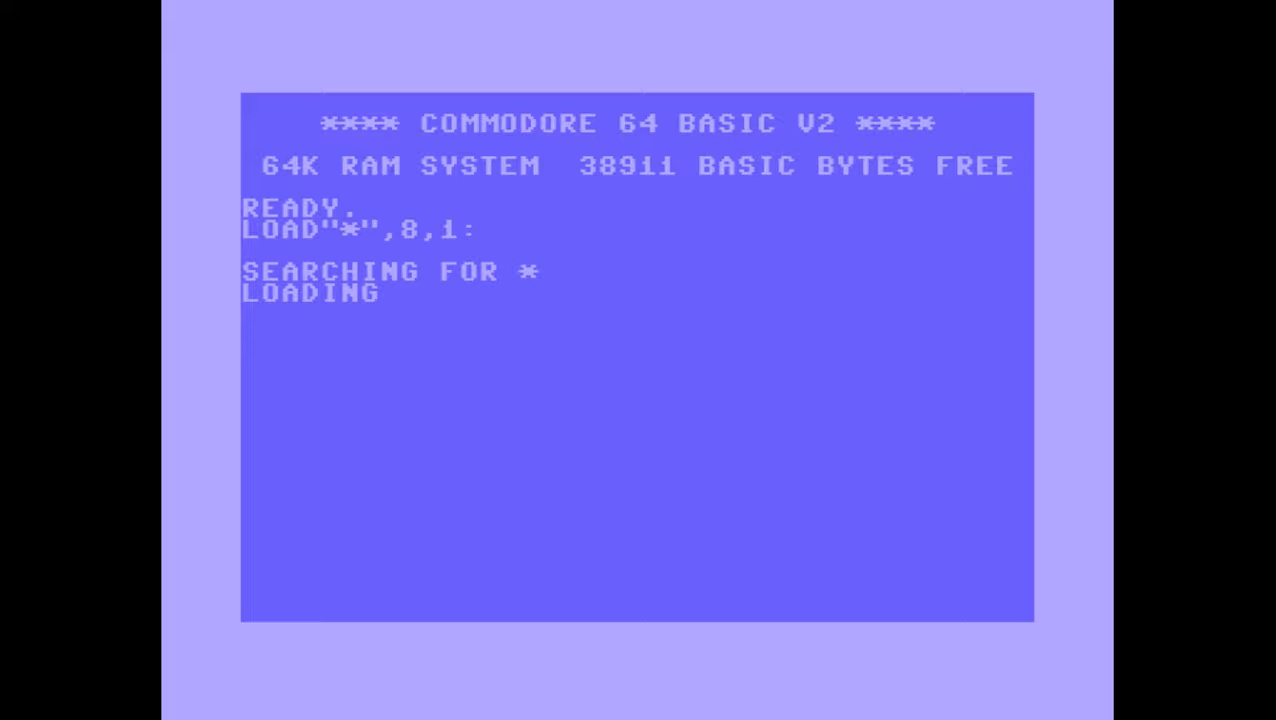 **** COMMODORE 64 BASIC V2 ****
64K RAM SYSTEM  38911 BASIC BYTES FREE
READY.
LOAD"*",8,1:
SEARCHING FOR *
LOADING